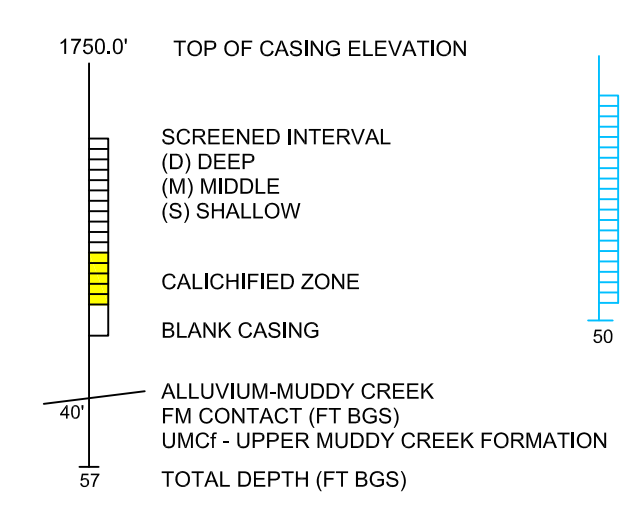 1750.0' TOP OF CASING ELEVATION
SCREENED INTERVAL
(D) DEEP
(M) MIDDLE
(S) SHALLOW
CALICHIFIED ZONE
BLANK CASING
50
ALLUVIUM-MUDDY CREEK
40' FM CONTACT (FT BGS)
UMCf - UPPER MUDDY CREEK FORMATION
57 TOTAL DEPTH (FT BGS)